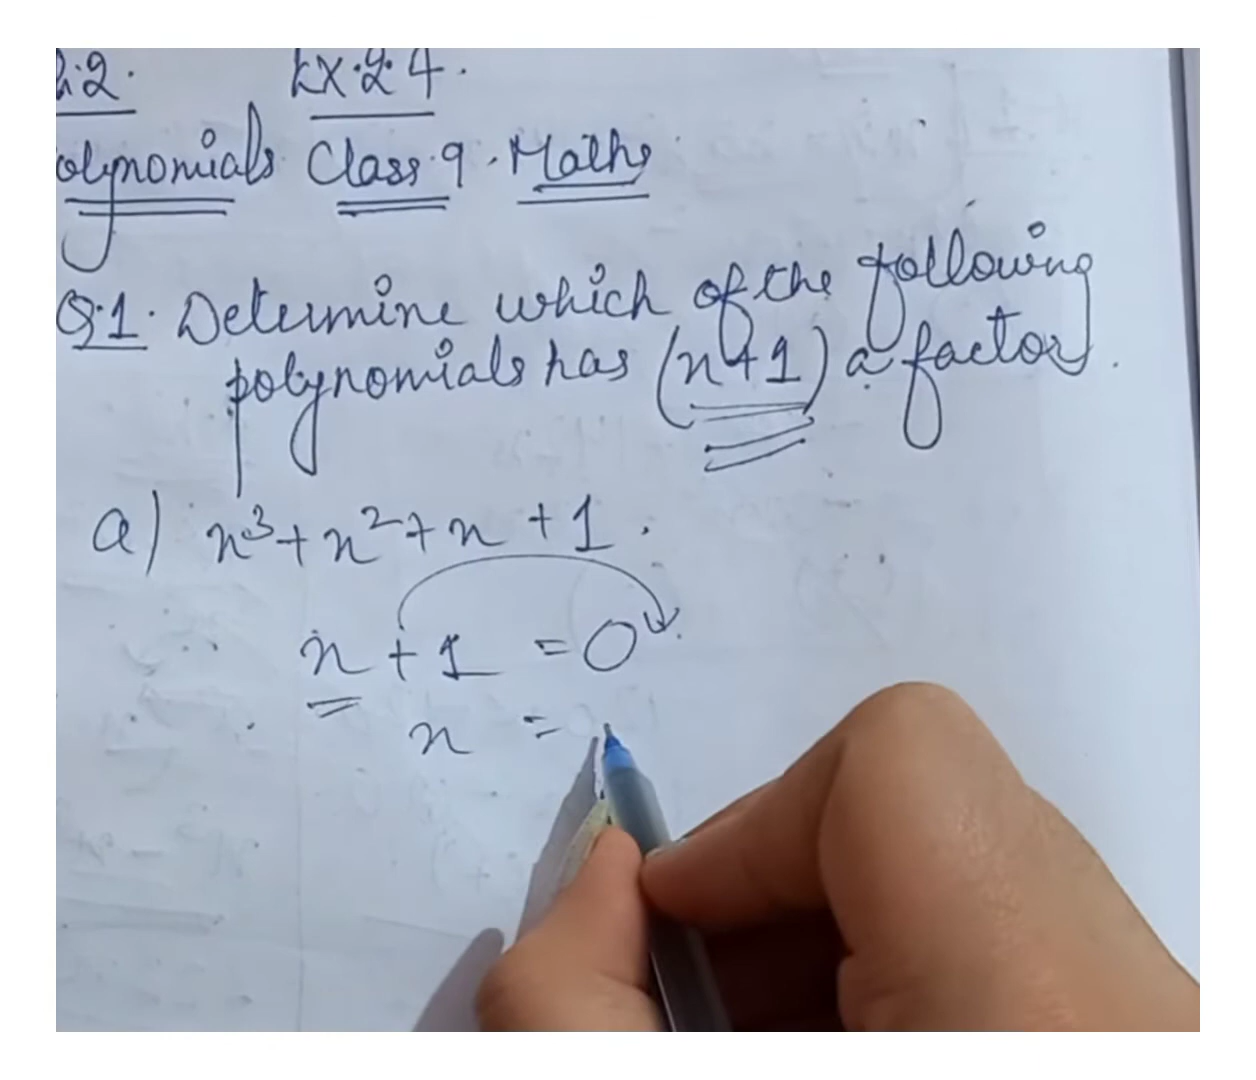 h.2. Ex.2.4.
olynomials Class.9. Maths
Q.1. Determine which of the following
polynomials has (x+1) a factor.
a) x³+x²+x+1.
x+1 = 0
x =